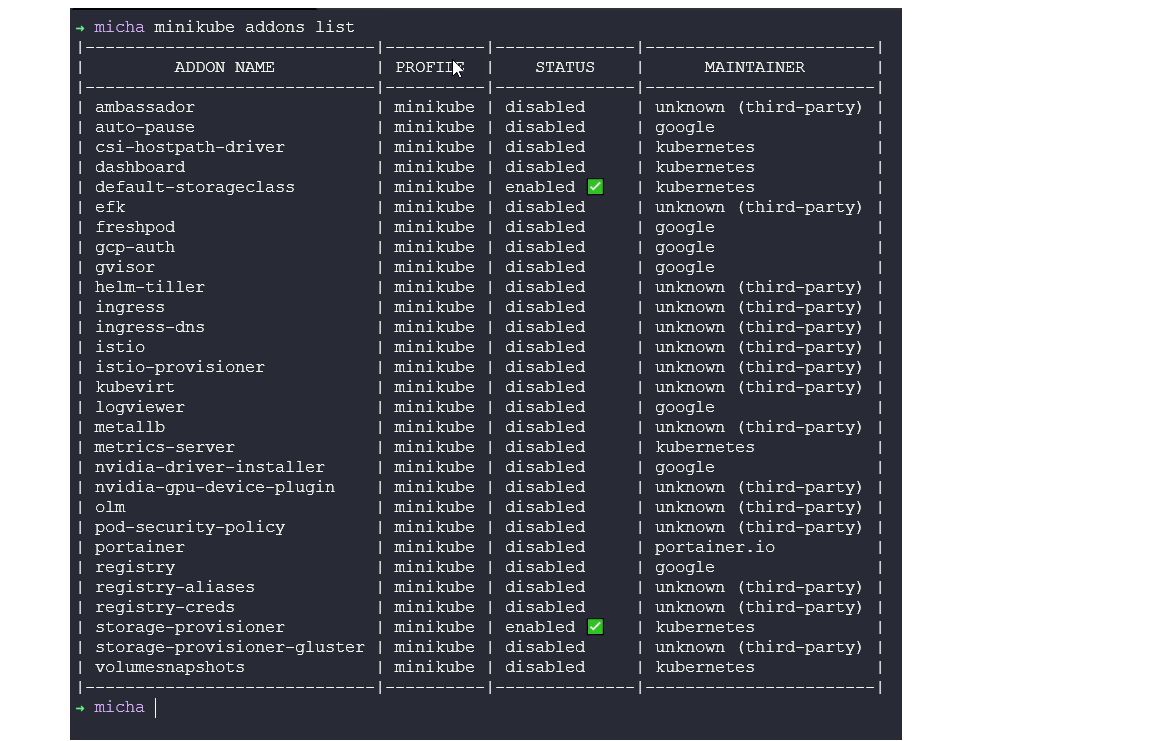 → micha minikube addons list
|-----------------------------|----------|--------------|-----------------------|
| ADDON NAME | PROFILE | STATUS | MAINTAINER |
|-----------------------------|----------|--------------|-----------------------|
| ambassador | minikube | disabled | unknown (third-party) |
| auto-pause | minikube | disabled | google |
| csi-hostpath-driver | minikube | disabled | kubernetes |
| dashboard | minikube | disabled | kubernetes |
| default-storageclass | minikube | enabled ✅ | kubernetes |
| efk | minikube | disabled | unknown (third-party) |
| freshpod | minikube | disabled | google |
| gcp-auth | minikube | disabled | google |
| gvisor | minikube | disabled | google |
| helm-tiller | minikube | disabled | unknown (third-party) |
| ingress | minikube | disabled | unknown (third-party) |
| ingress-dns | minikube | disabled | unknown (third-party) |
| istio | minikube | disabled | unknown (third-party) |
| istio-provisioner | minikube | disabled | unknown (third-party) |
| kubevirt | minikube | disabled | unknown (third-party) |
| logviewer | minikube | disabled | google |
| metallb | minikube | disabled | unknown (third-party) |
| metrics-server | minikube | disabled | kubernetes |
| nvidia-driver-installer | minikube | disabled | google |
| nvidia-gpu-device-plugin | minikube | disabled | unknown (third-party) |
| olm | minikube | disabled | unknown (third-party) |
| pod-security-policy | minikube | disabled | unknown (third-party) |
| portainer | minikube | disabled | portainer.io |
| registry | minikube | disabled | google |
| registry-aliases | minikube | disabled | unknown (third-party) |
| registry-creds | minikube | disabled | unknown (third-party) |
| storage-provisioner | minikube | enabled ✅ | kubernetes |
| storage-provisioner-gluster | minikube | disabled | unknown (third-party) |
| volumesnapshots | minikube | disabled | kubernetes |
|-----------------------------|----------|--------------|-----------------------|
→ micha